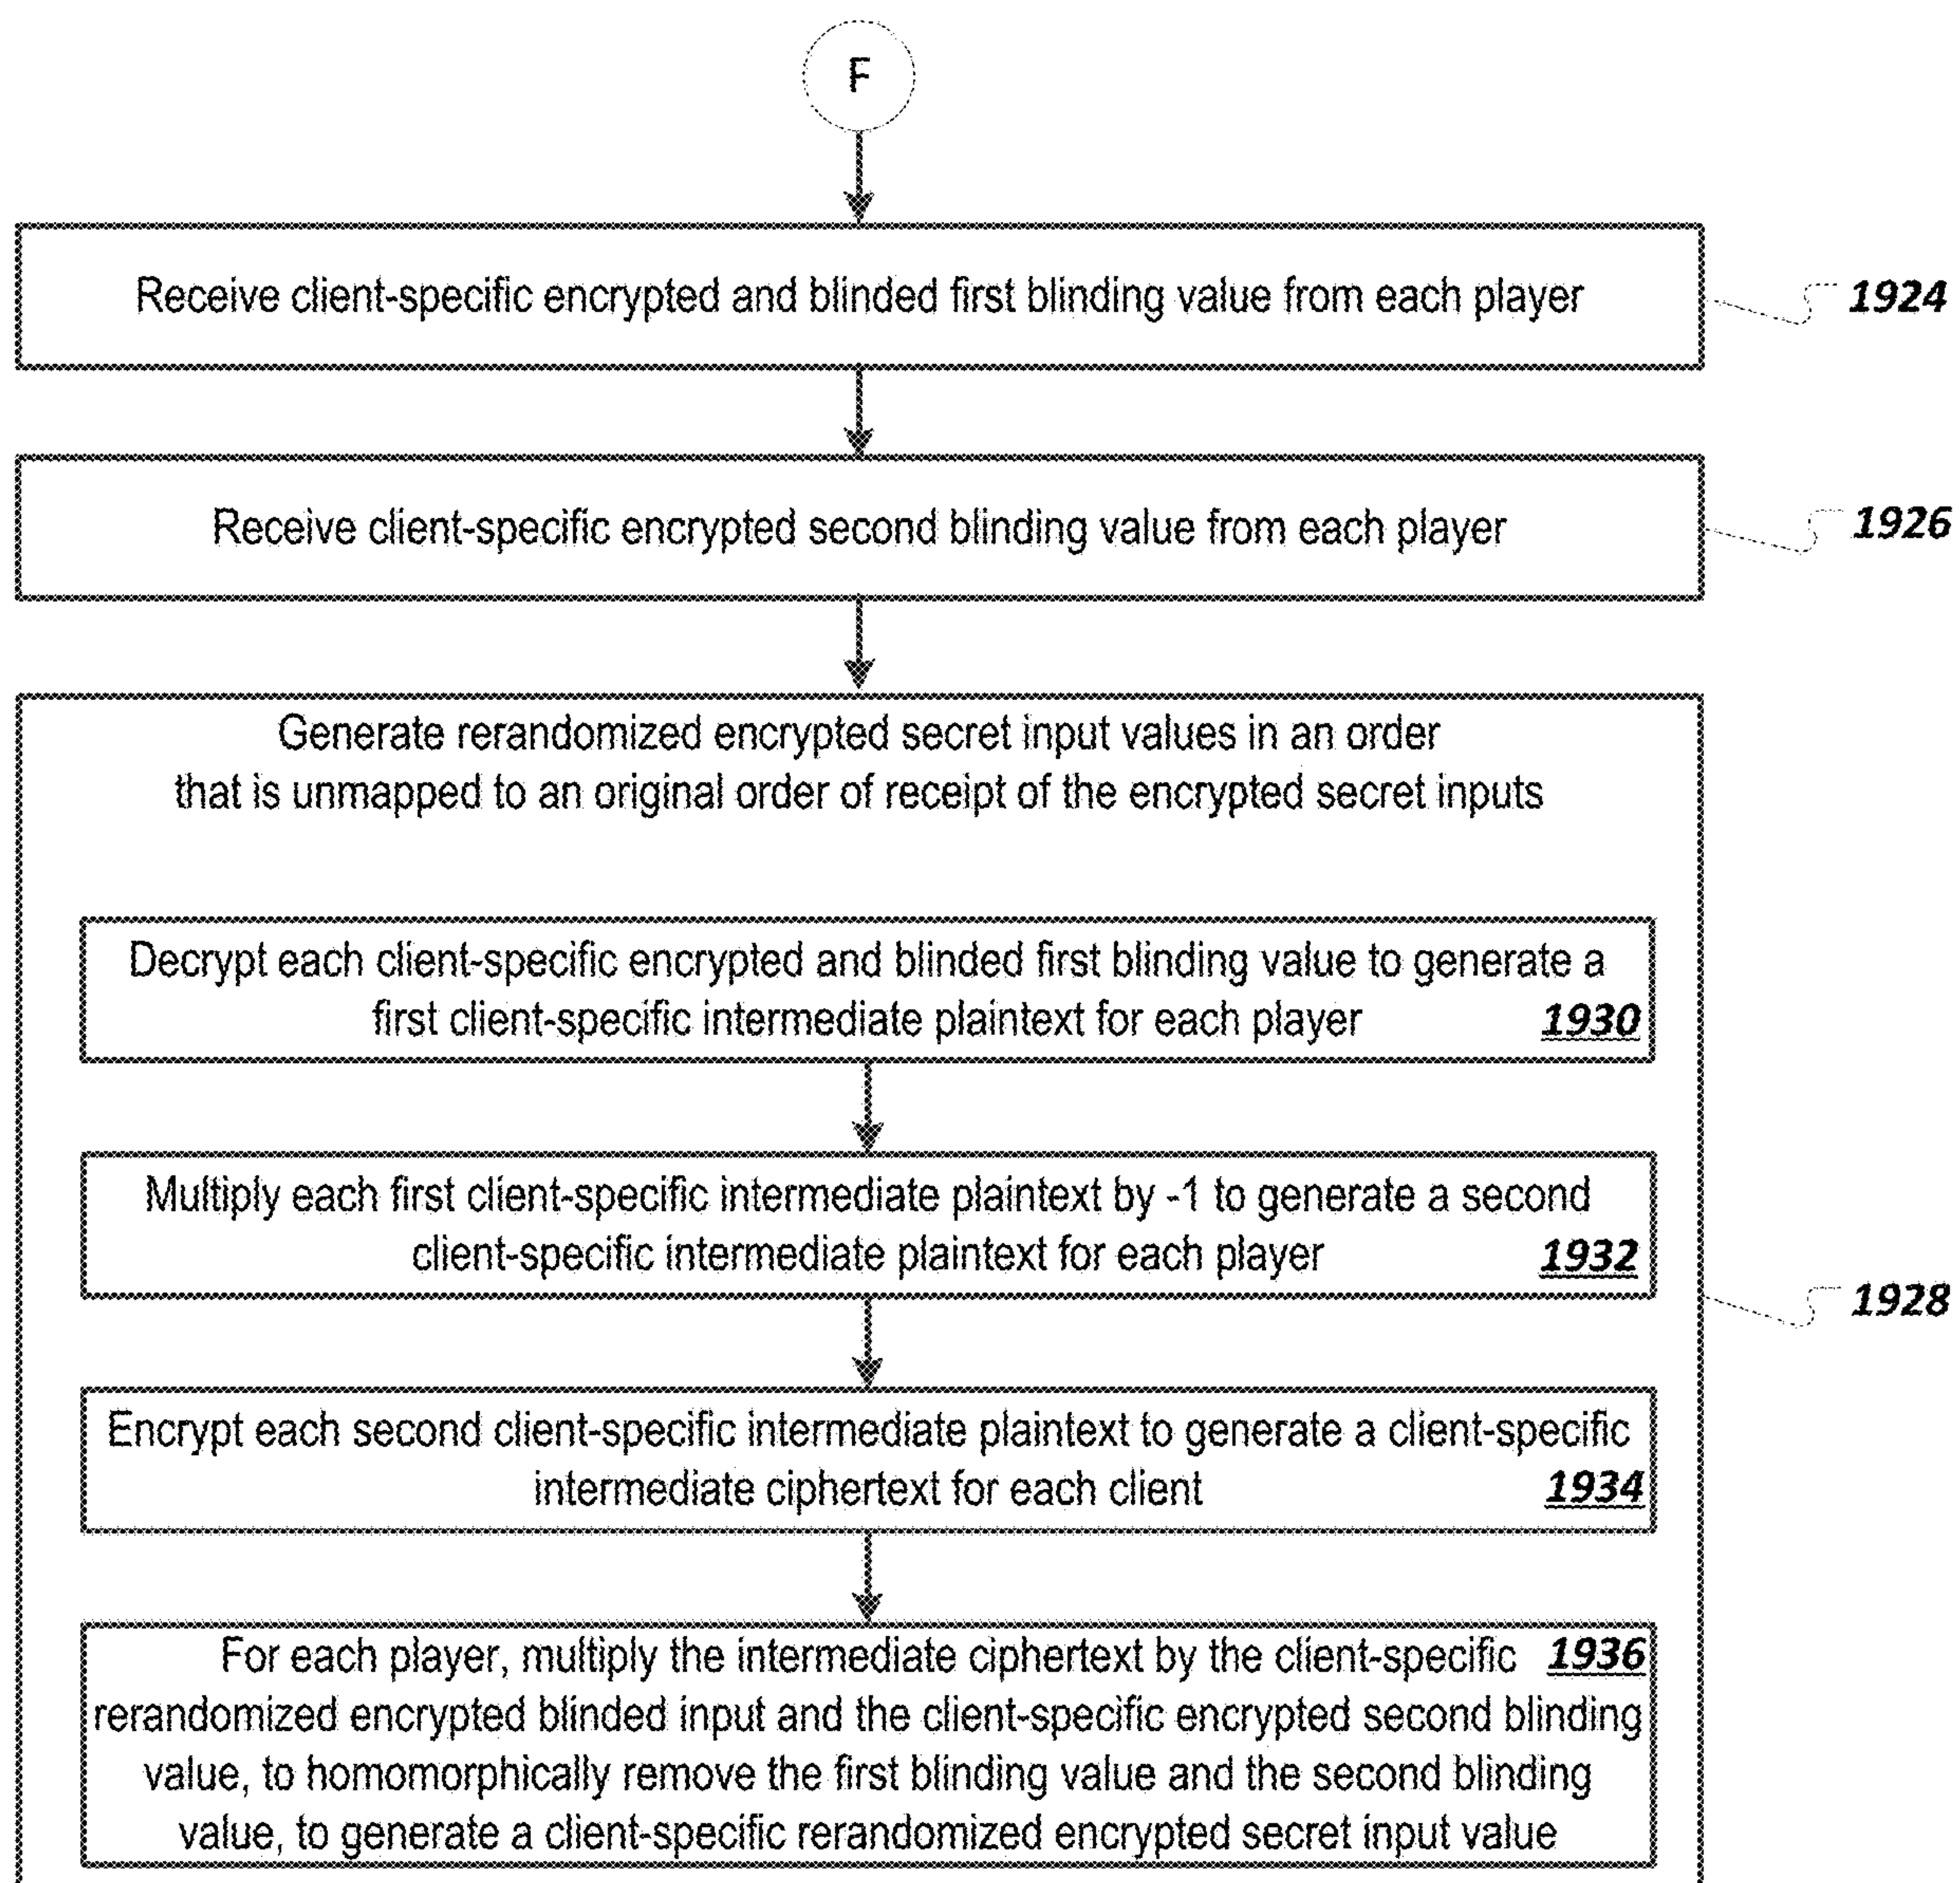 F
Receive client-specific encrypted and blinded first blinding value from each player
1924
Receive client-specific encrypted second blinding value from each player
1926
Generate rerandomized encrypted secret input values in an order
that is unmapped to an original order of receipt of the encrypted secret inputs
Decrypt each client-specific encrypted and blinded first blinding value to generate a
first client-specific intermediate plaintext for each player 1930
Multiply each first client-specific intermediate plaintext by -1 to generate a second
client-specific intermediate plaintext for each player 1932
1928
Encrypt each second client-specific intermediate plaintext to generate a client-specific
intermediate ciphertext for each client 1934
For each player, multiply the intermediate ciphertext by the client-specific 1936
rerandomized encrypted blinded input and the client-specific encrypted second blinding
value, to homomorphically remove the first blinding value and the second blinding
value, to generate a client-specific rerandomized encrypted secret input value